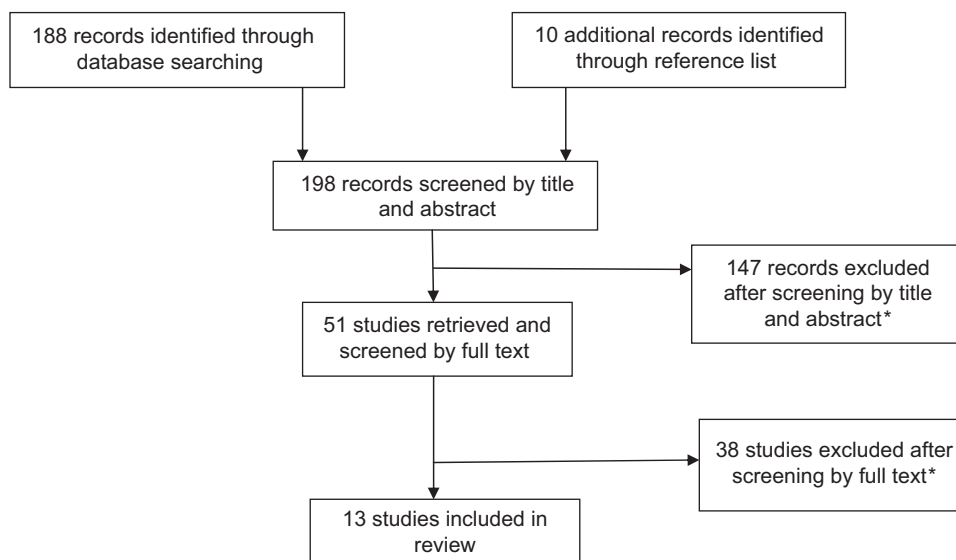 188 records identified through
database searching
10 additional records identified
through reference list
198 records screened by title
and abstract
147 records excluded
after screening by title
and abstract*
51 studies retrieved and
screened by full text
38 studies excluded after
screening by full text*
13 studies included in
review